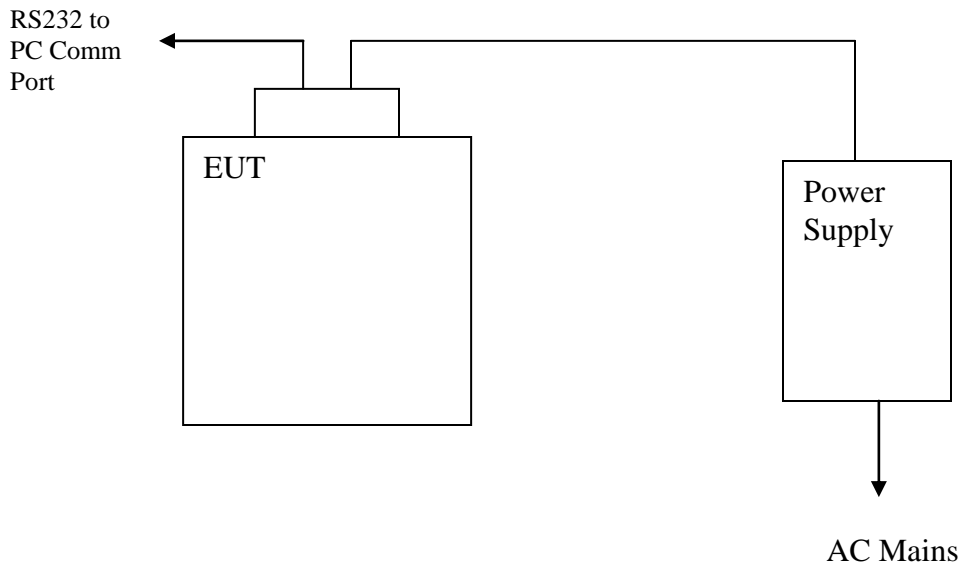 RS232 to
PC Comm
Port
EUT
Power
Supply
AC Mains